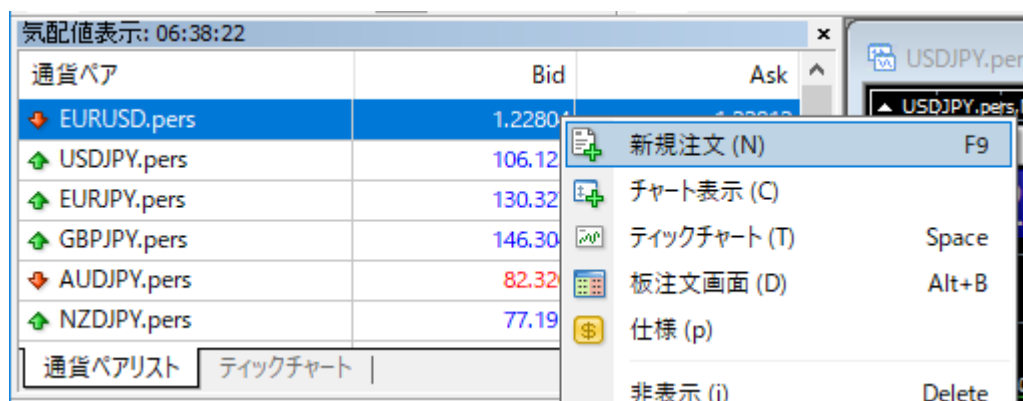 気配値表示: 06:38:22
USDJPY.per
通貨ペア Bid Ask
USDJPY.pers,
EURUSD.pers 1.2280
新規注文 (N) F9
USDJPY.pers 106.12
チャート表示 (C)
EURJPY.pers 130.32
ティックチャート (T) Space
GBPJPY.pers 146.30
板注文画面 (D) Alt+B
AUDJPY.pers 82.32
仕様 (p)
NZDJPY.pers 77.19
通貨ペアリスト ティックチャート
非表示 (i) Delete